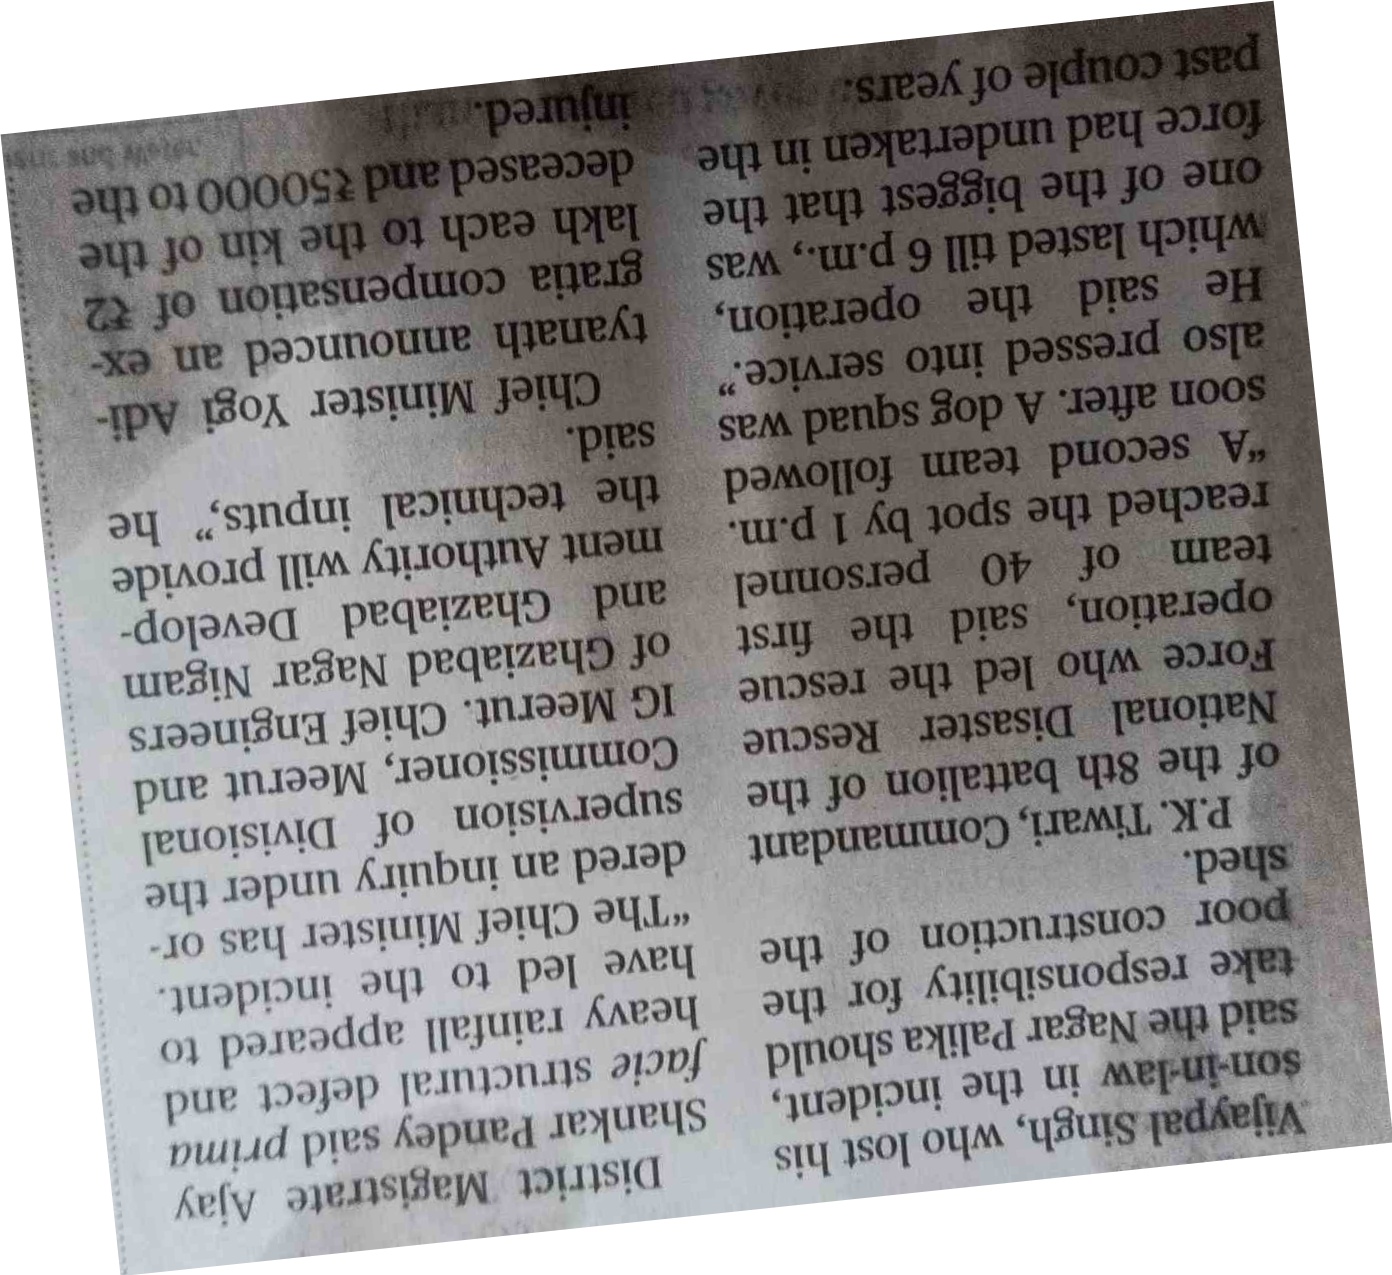 Vijaypal Singh, who lost his
son-in-law in the incident,
said the Nagar Palika should
take responsibility for the
poor construction of the
shed.
P.K. Tiwari, Commandant
of the 8th battalion of the
National Disaster Rescue
Force who led the rescue
operation, said the first
team of 40 personnel
reached the spot by 1 p.m.
“A second team followed
soon after. A dog squad was
also pressed into service.”
He said the operation,
which lasted till 6 p.m., was
one of the biggest that the
force had undertaken in the
past couple of years.
District Magistrate Ajay
Shankar Pandey said prima
facie structural defect and
heavy rainfall appeared to
have led to the incident.
“The Chief Minister has or-
dered an inquiry under the
supervision of Divisional
Commissioner, Meerut and
IG Meerut. Chief Engineers
of Ghaziabad Nagar Nigam
and Ghaziabad Develop-
ment Authority will provide
the technical inputs,” he
said.
Chief Minister Yogi Adi-
tyanath announced an ex-
gratia compensation of ₹2
lakh each to the kin of the
deceased and ₹50000 to the
injured.